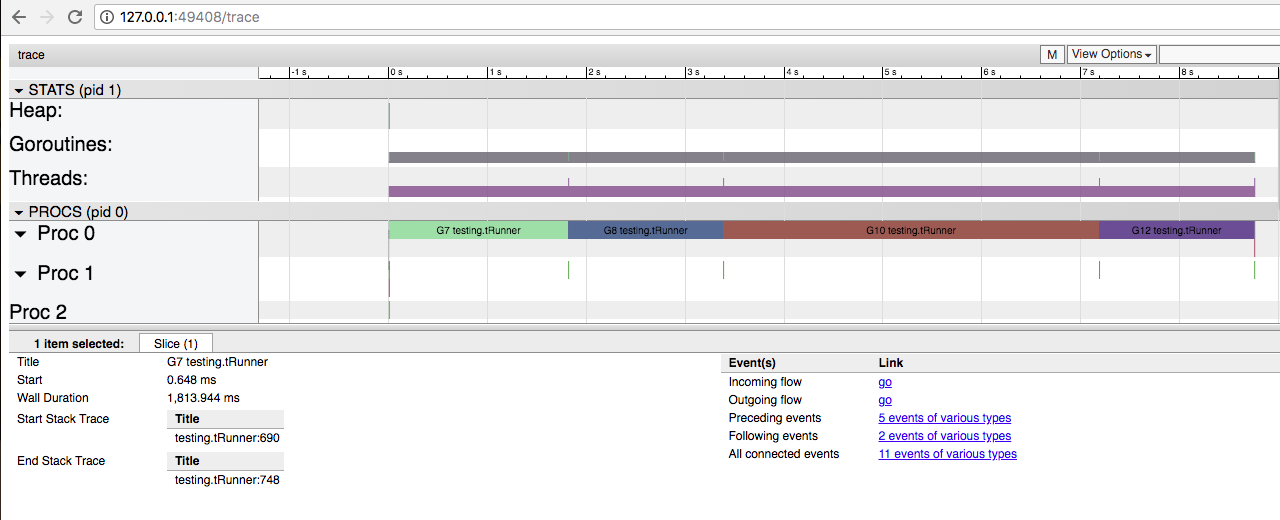 127.0.0.1:49408/trace
trace M View Options
-1 s 0 s 1 s 2 s 3 s 4 s 5 s 6 s 7 s 8 s
STATS (pid 1)
Heap:
Goroutines:
Threads:
PROCS (pid 0)
Proc 0 G7 testing.tRunner G8 testing.tRunner G10 testing.tRunner G12 testing.tRunner
Proc 1
Proc 2
1 item selected: Slice (1)
Title G7 testing.tRunner
Start 0.648 ms
Wall Duration 1,813.944 ms
Start Stack Trace Title
testing.tRunner:690
End Stack Trace Title
testing.tRunner:748
Event(s) Link
Incoming flow go
Outgoing flow go
Preceding events 5 events of various types
Following events 2 events of various types
All connected events 11 events of various types